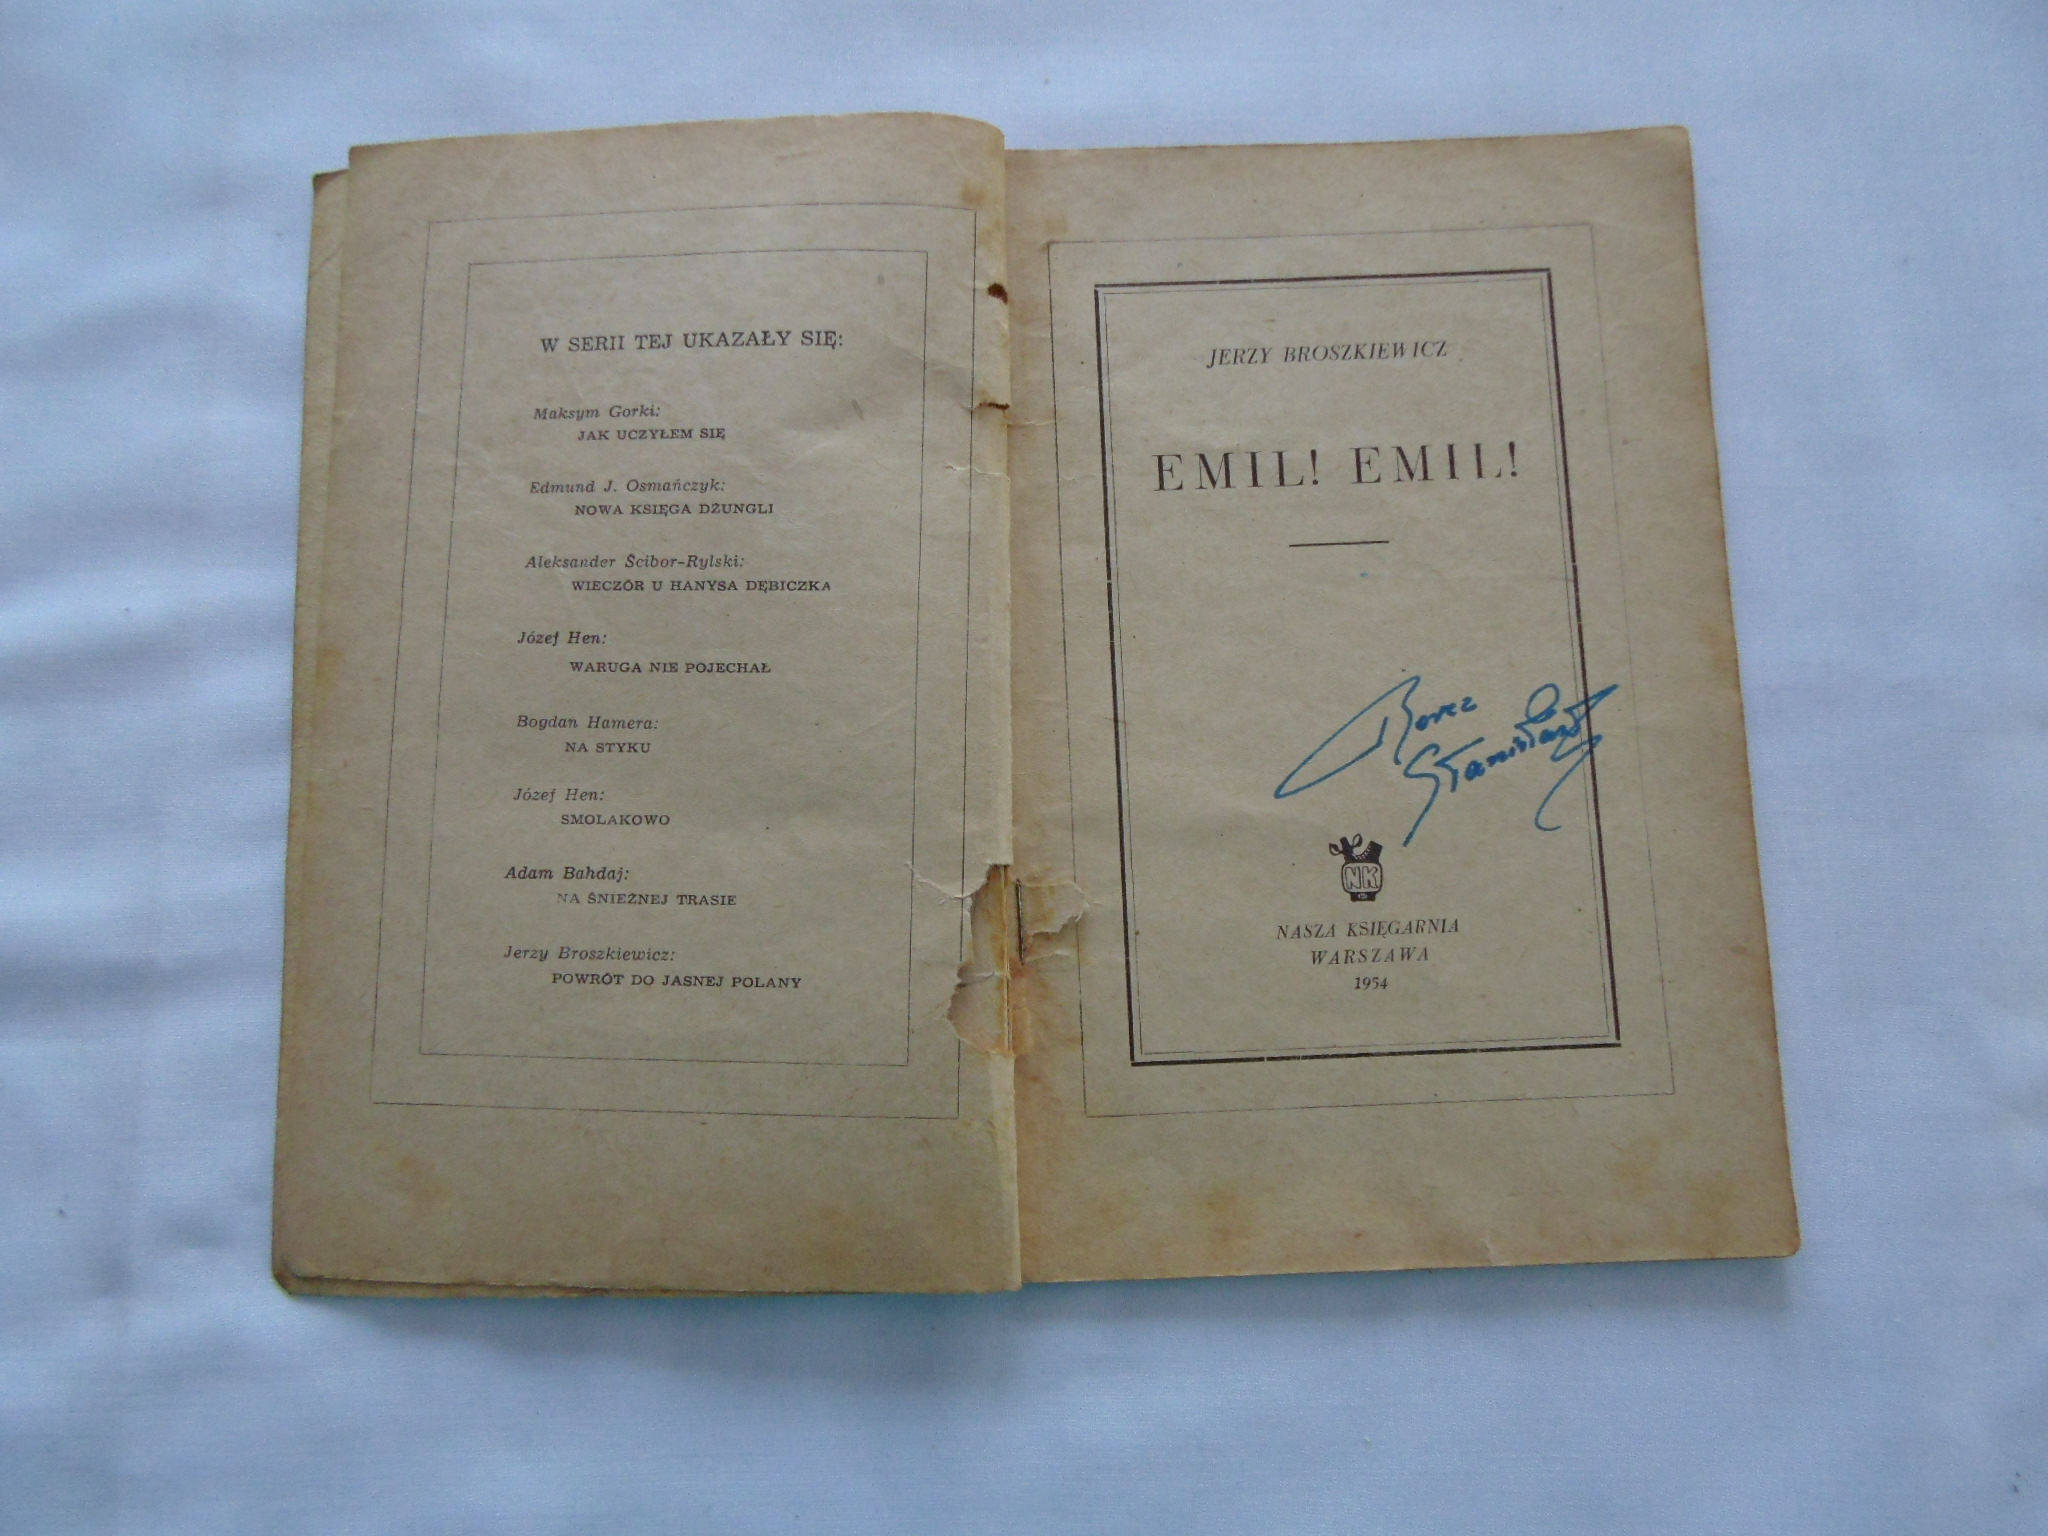 W SERII TEJ UKAZAŁY SIĘ:
Maksym Gorki:
JAK UCZYŁEM SIĘ
Edmund J. Osmańczyk:
NOWA KSIĘGA DŻUNGLI
Aleksander Ścibor-Rylski:
WIECZÓR U HANYSA DĘBICZKA
Józef Hen:
WARUGA NIE POJECHAŁ
Bogdan Hamera:
NA STYKU
Józef Hen:
SMOLAKOWO
Adam Bahdaj:
NA ŚNIEŻNEJ TRASIE
Jerzy Broszkiewicz:
POWRÓT DO JASNEJ POLANY
JERZY BROSZKIEWICZ
EMIL! EMIL!
Stanisław
NK
NASZA KSIĘGARNIA
WARSZAWA
1954